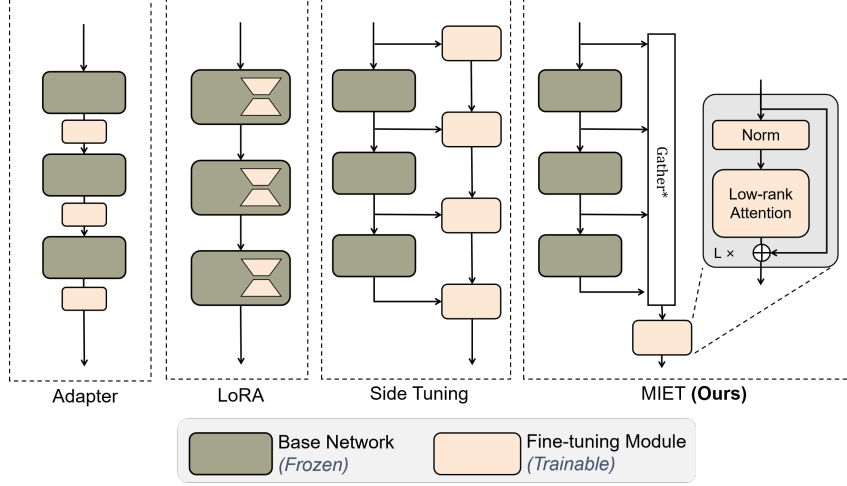 Gather*
Norm
Low-rank
Attention
L ×
Adapter
LoRA
Side Tuning
MIET (Ours)
Base Network
(Frozen)
Fine-tuning Module
(Trainable)